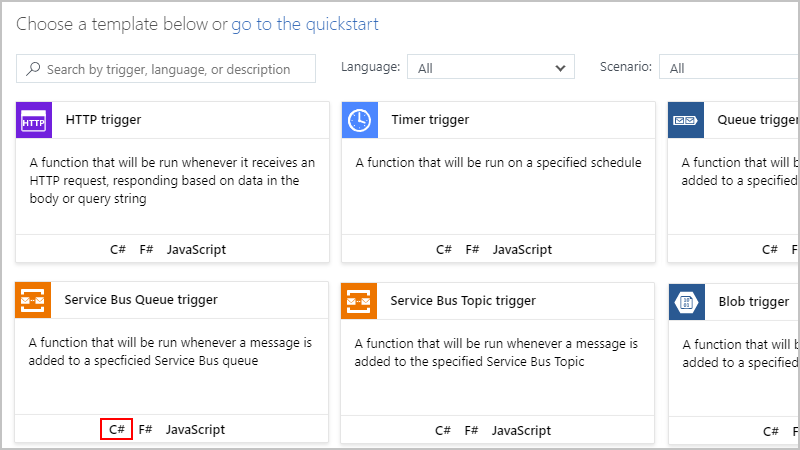 Choose a template below or go to the quickstart
Search by trigger, language, or description
Language: All
Scenario: All
HTTP
HTTP trigger
A function that will be run whenever it receives an
HTTP request, responding based on data in the
body or query string
C# F# JavaScript
Timer trigger
A function that will be run on a specified schedule
C# F# JavaScript
Queue trigger
A function that will be
added to a specified
C#
Service Bus Queue trigger
A function that will be run whenever a message is
added to a specficied Service Bus queue
C# F# JavaScript
Service Bus Topic trigger
A function that will be run whenever a message is
added to the specified Service Bus Topic
C# F# JavaScript
Blob trigger
A function that will be
added to a specified
C#